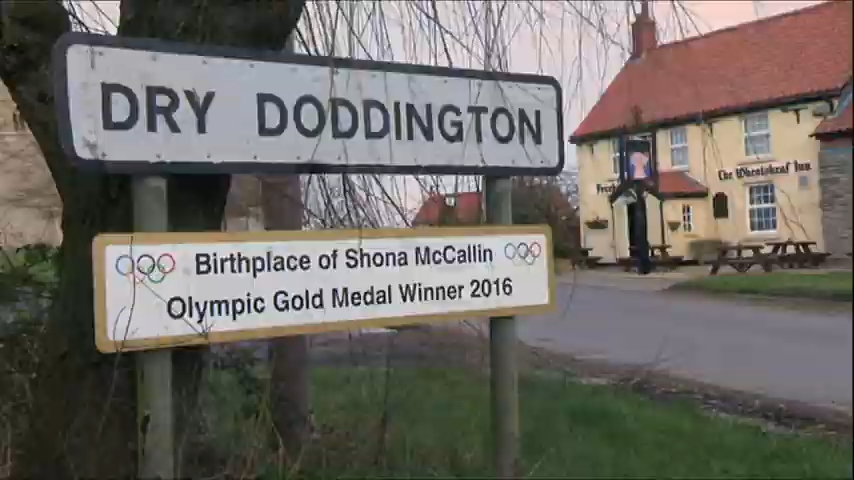 DRY DODDINGTON
Birthplace of Shona McCallin
Olympic Gold Medal Winner 2016
The Wheatsheaf Inn